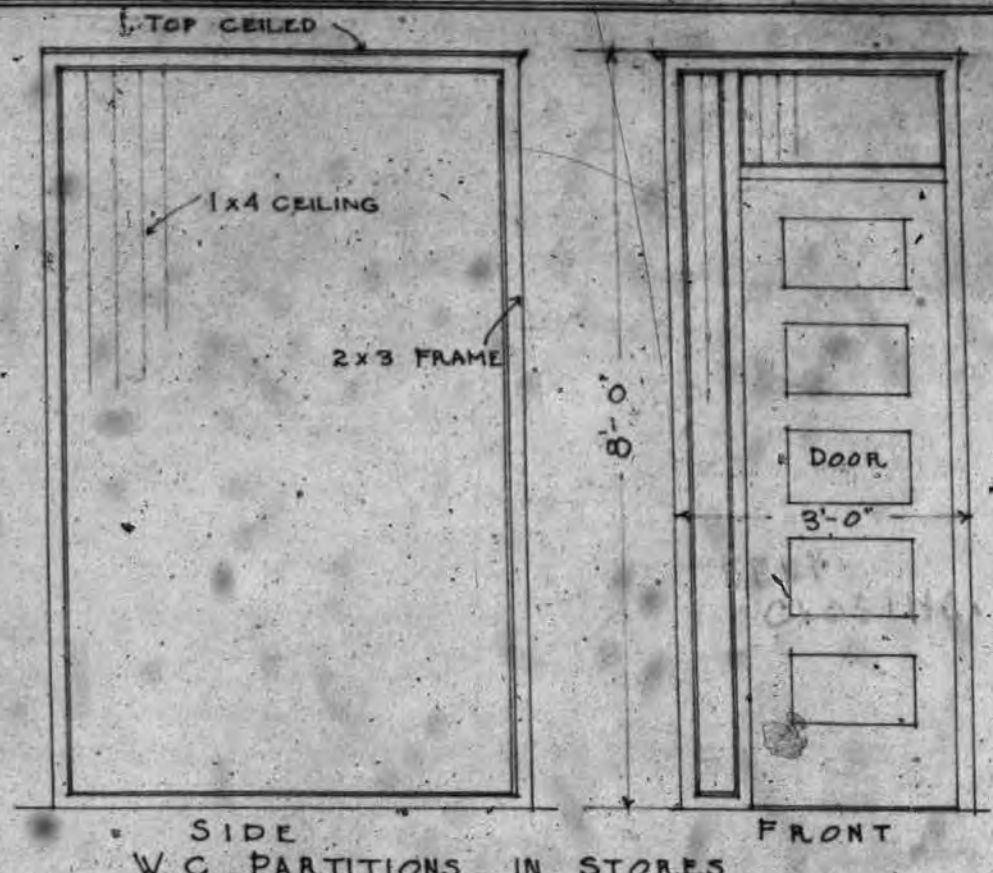 TOP CEILED
1x4 CEILING
2x3 FRAME
8'-0"
DOOR
3'-0"
SIDE
FRONT
W C PARTITIONS IN STORES